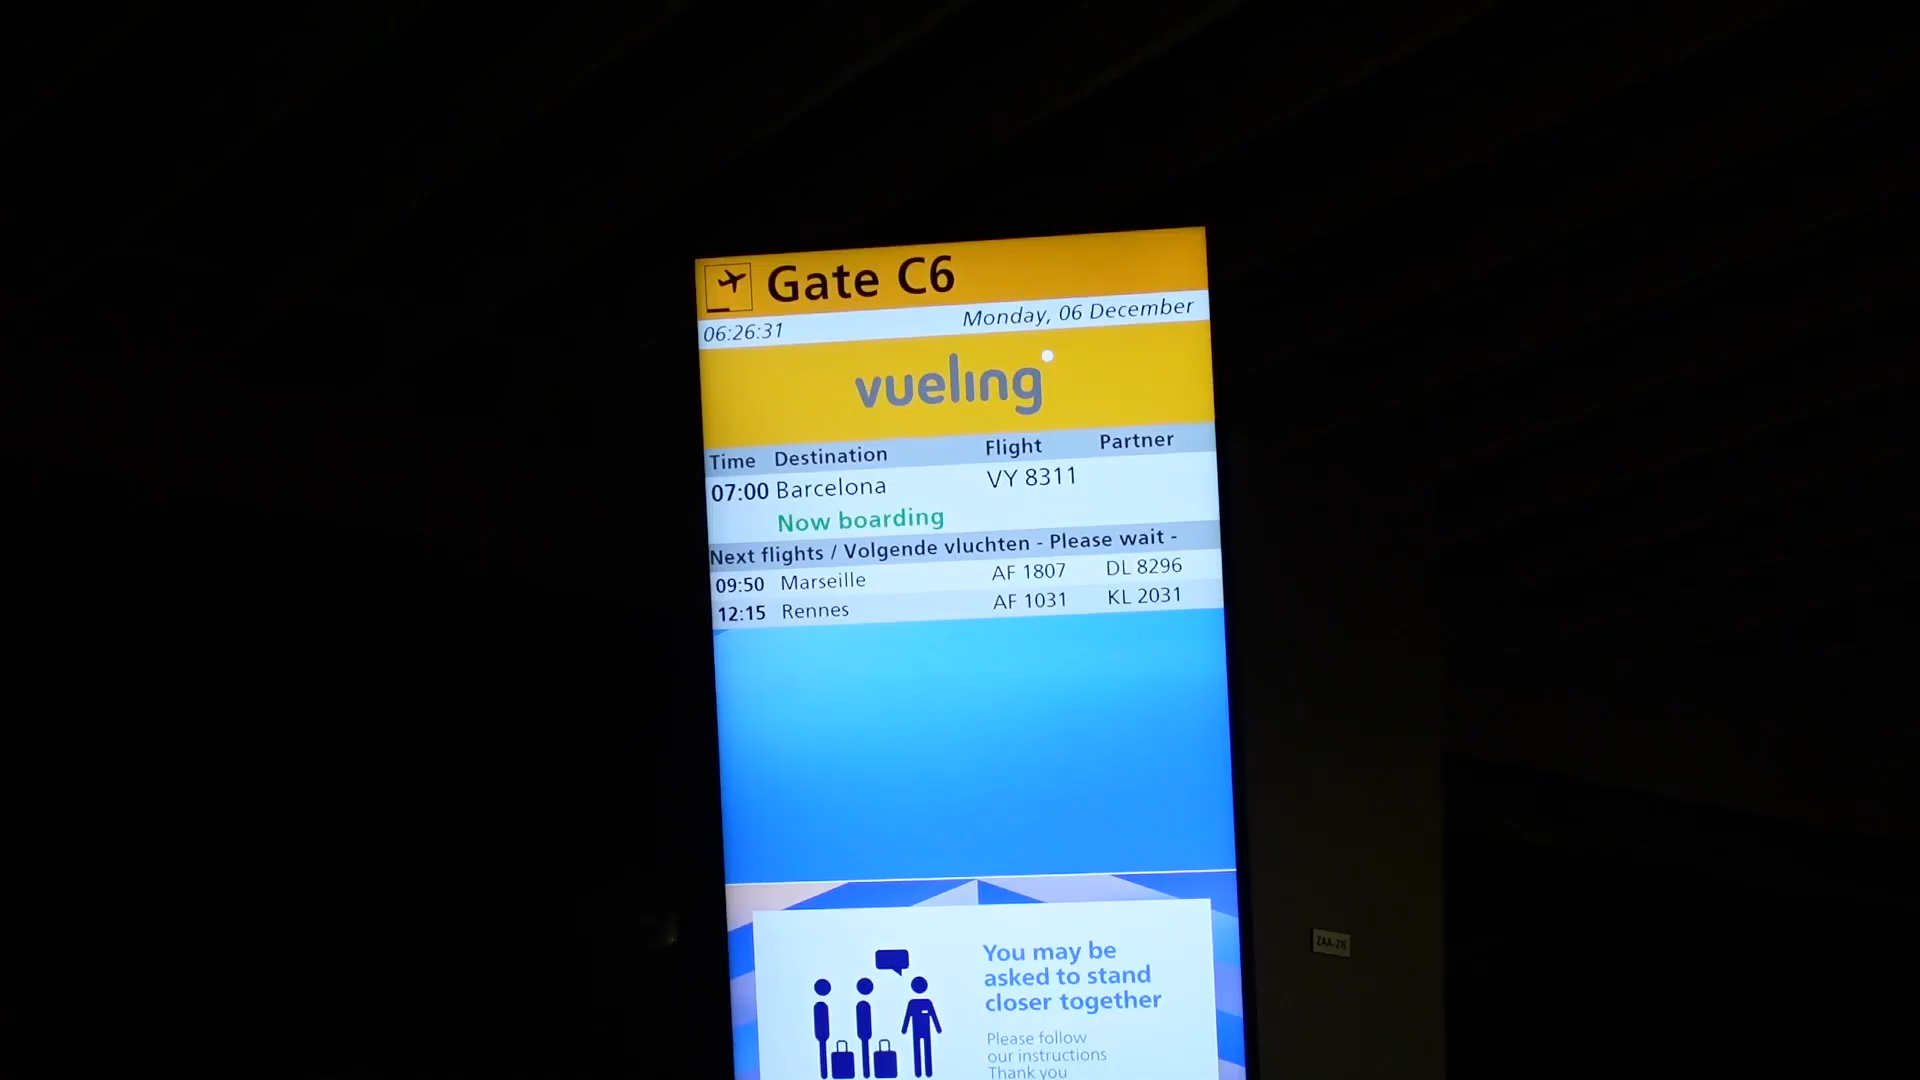 Gate C6
06:26:31 Monday, 06 December
vueling
Time Destination Flight Partner
07:00 Barcelona VY 8311
Now boarding
Next flights / Volgende vluchten - Please wait -
09:50 Marseille AF 1807 DL 8296
12:15 Rennes AF 1031 KL 2031
You may be
asked to stand
closer together
Please follow
our instructions
Thank you